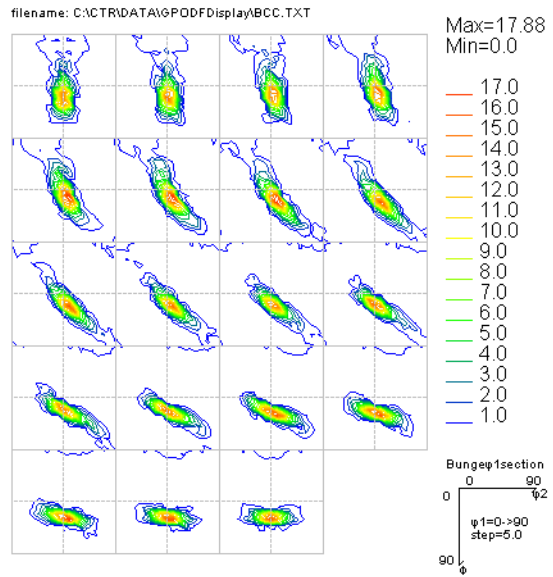 filename: C:\CTR\DATA\GPODFDisplay\BCC.TXT
Max=17.88
Min=0.0
17.0
16.0
15.0
14.0
13.0
12.0
11.0
10.0
9.0
8.0
7.0
6.0
5.0
4.0
3.0
2.0
1.0
Bungeφ1section
0 90
0 φ2
φ1=0->90
step=5.0
90
Φ